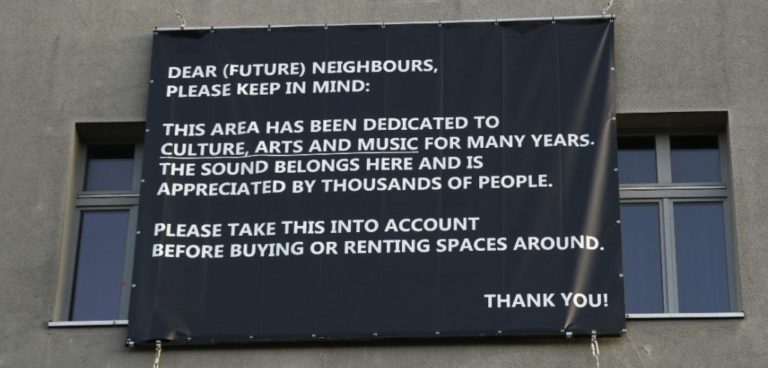 DEAR (FUTURE) NEIGHBOURS,
PLEASE KEEP IN MIND:
THIS AREA HAS BEEN DEDICATED TO
CULTURE, ARTS AND MUSIC FOR MANY YEARS.
THE SOUND BELONGS HERE AND IS
APPRECIATED BY THOUSANDS OF PEOPLE.
PLEASE TAKE THIS INTO ACCOUNT
BEFORE BUYING OR RENTING SPACES AROUND.
THANK YOU!